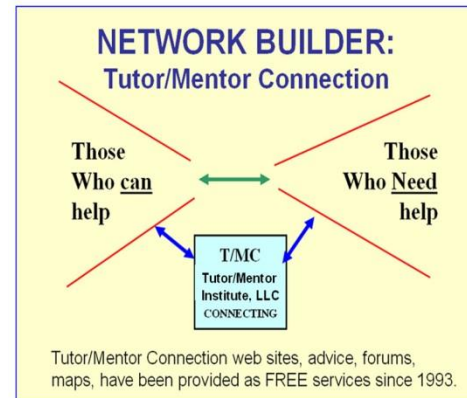 NETWORK BUILDER:
Tutor/Mentor Connection
Those
Who can
help
Those
Who Need
help
T/MC
Tutor/Mentor
Institute, LLC
CONNECTING
Tutor/Mentor Connection web sites, advice, forums,
maps, have been provided as FREE services since 1993.